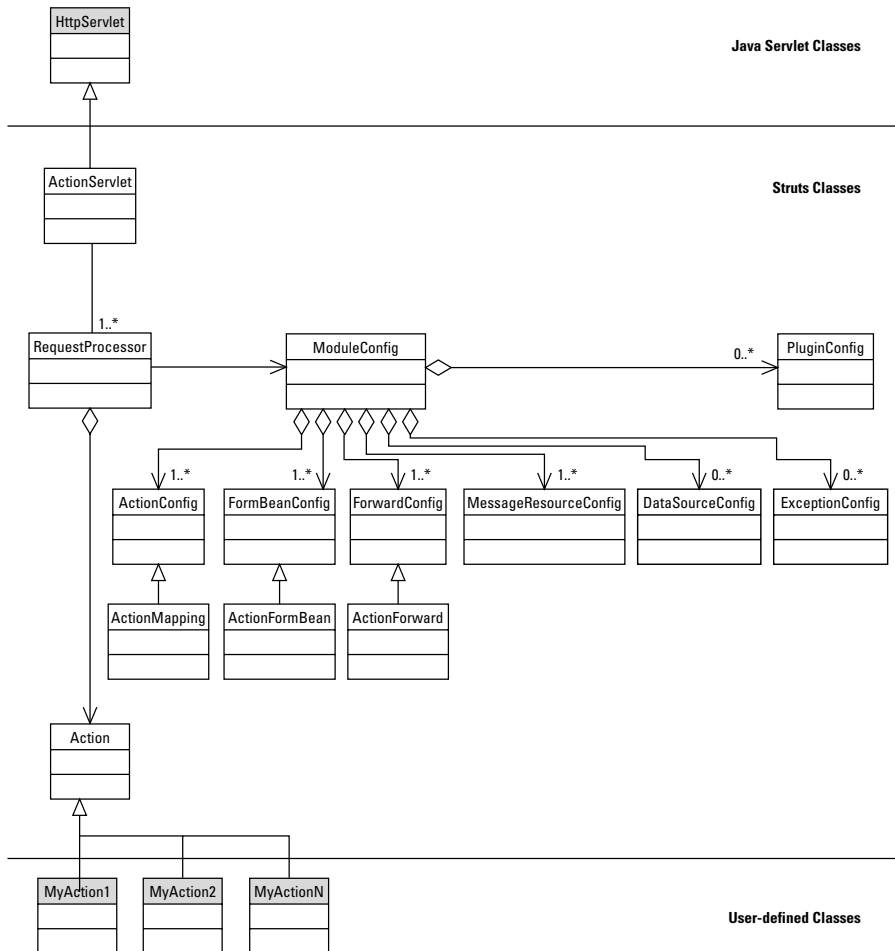 HttpServlet
Java Servlet Classes
ActionServlet
Struts Classes
1..*
RequestProcessor
ModuleConfig
0..*
PluginConfig
1..*
1..*
1..*
1..*
0..*
0..*
ActionConfig
FormBeanConfig
ForwardConfig
MessageResourceConfig
DataSourceConfig
ExceptionConfig
ActionMapping
ActionFormBean
ActionForward
Action
MyAction1
MyAction2
MyActionN
User-defined Classes